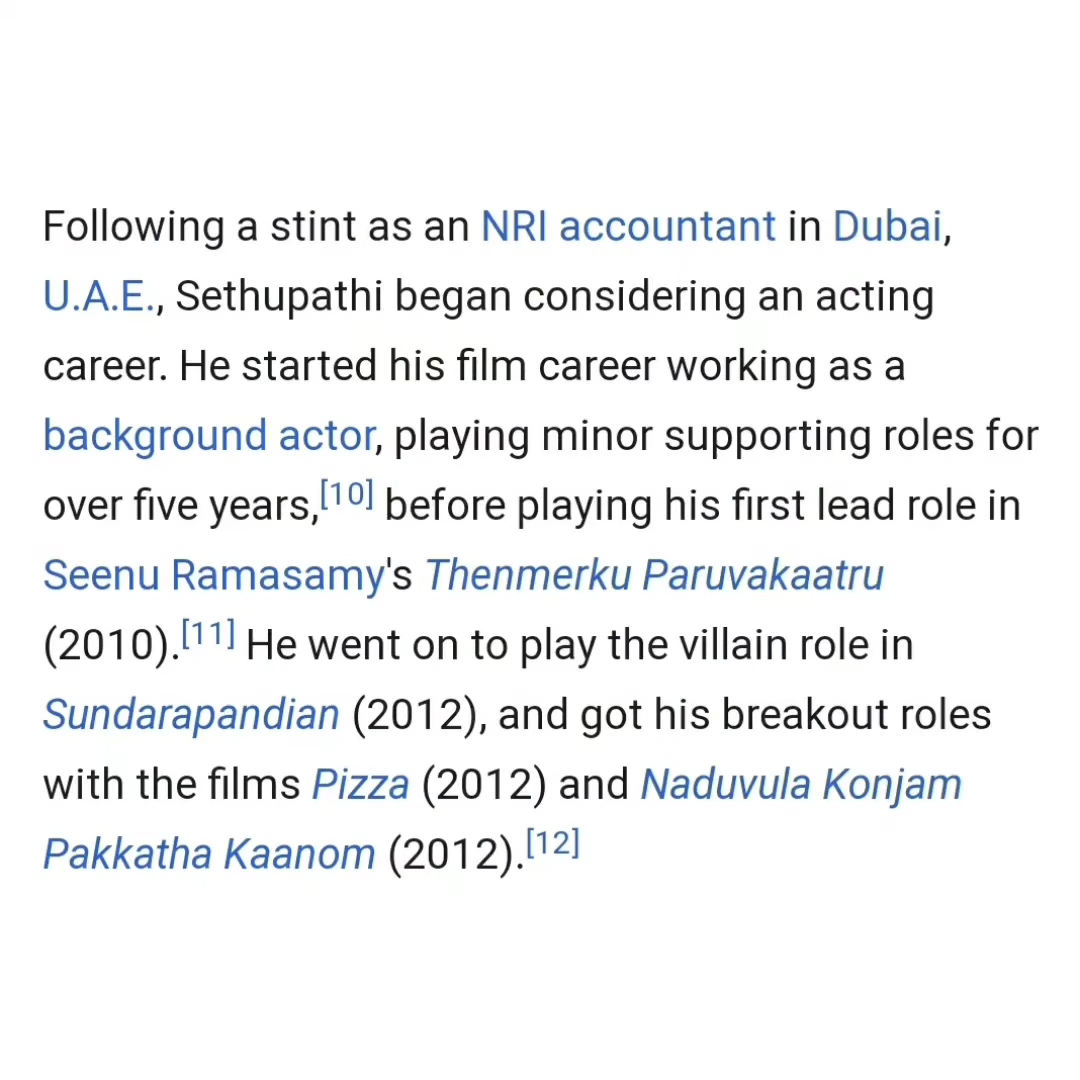 Following a stint as an NRI accountant in Dubai,
U.A.E., Sethupathi began considering an acting
career. He started his film career working as a
background actor, playing minor supporting roles for
over five years,[10] before playing his first lead role in
Seenu Ramasamy's Thenmerku Paruvakaatru
(2010).[11] He went on to play the villain role in
Sundarapandian (2012), and got his breakout roles
with the films Pizza (2012) and Naduvula Konjam
Pakkatha Kaanom (2012).[12]